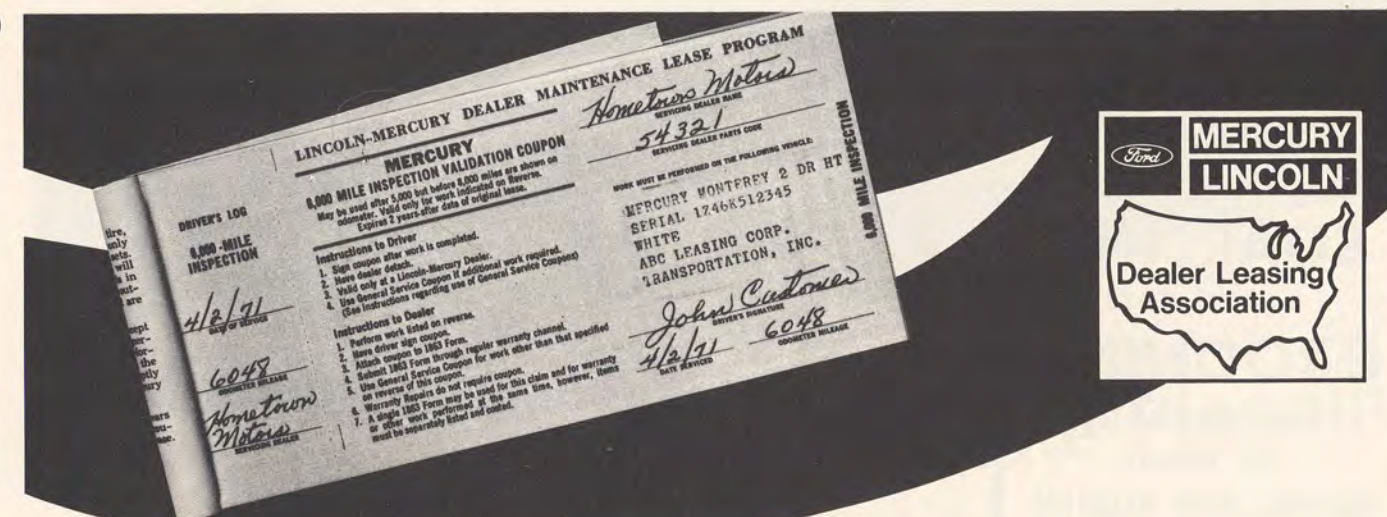 LINCOLN-MERCURY DEALER MAINTENANCE LEASE PROGRAM
DRIVER'S LOG
6,000-MILE
INSPECTION
4/2/71
DATE OF SERVICE
6048
ODOMETER MILEAGE
Hometown
Motors
SERVICING DEALER
MERCURY
6,000 MILE INSPECTION VALIDATION COUPON
May be used after 5,000 but before 8,000 miles are shown on
odometer. Valid only for work indicated on Reverse.
Expires 2 years after date of original lease.
Instructions to Driver
1. Sign coupon after work is completed.
2. Have dealer detach.
3. Valid only at a Lincoln-Mercury Dealer.
4. Use General Service Coupon if additional work required.
(See Instructions regarding use of General Service Coupons)
Instructions to Dealer
1. Perform work listed on reverse.
2. Have driver sign coupon.
3. Attach coupon to 1863 Form.
4. Submit 1863 Form through regular warranty channel.
5. Use General Service Coupon for work other than that specified
on reverse of this coupon.
6. Warranty Repairs do not require coupon.
7. A single 1863 Form may be used for this claim and for warranty
or other work performed at the same time, however, items
must be separately listed and costed.
Hometown Motors
SERVICING DEALER NAME
54321
SERVICING DEALER PARTS CODE
WORK MUST BE PERFORMED ON THE FOLLOWING VEHICLE:
MERCURY MONTEREY 2 DR HT
SERIAL 1Z46K512345
WHITE
ABC LEASING CORP.
TRANSPORTATION, INC.
John Customer
DRIVER'S SIGNATURE
4/2/71
DATE SERVICED
6048
ODOMETER MILEAGE
6,000 MILE INSPECTION
Ford
MERCURY
LINCOLN
Dealer Leasing
Association